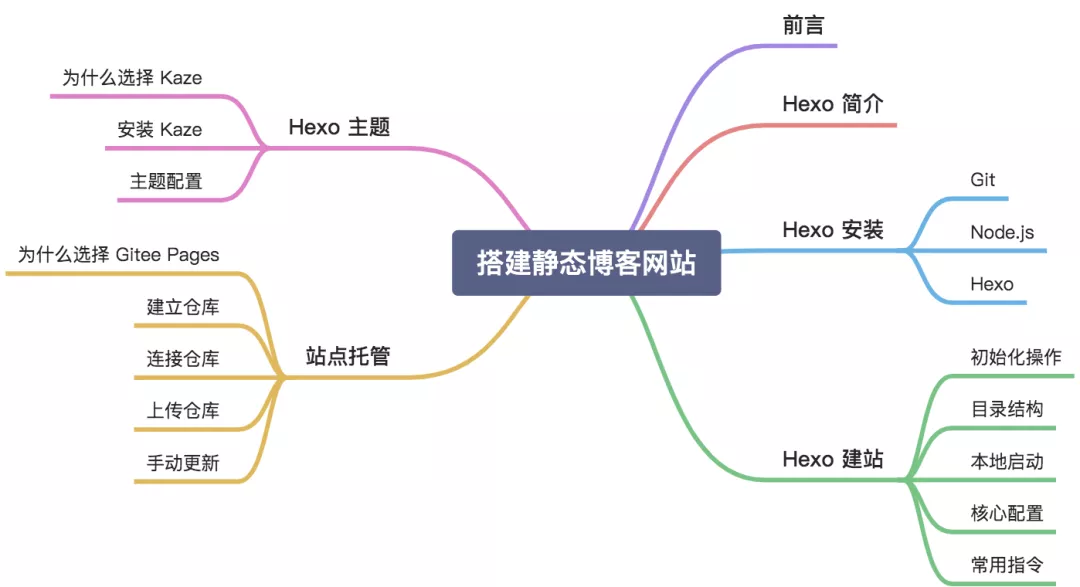 搭建静态博客网站
前言
Hexo 简介
Hexo 安装
Git
Node.js
Hexo
Hexo 建站
初始化操作
目录结构
本地启动
核心配置
常用指令
Hexo 主题
为什么选择 Kaze
安装 Kaze
主题配置
站点托管
为什么选择 Gitee Pages
建立仓库
连接仓库
上传仓库
手动更新